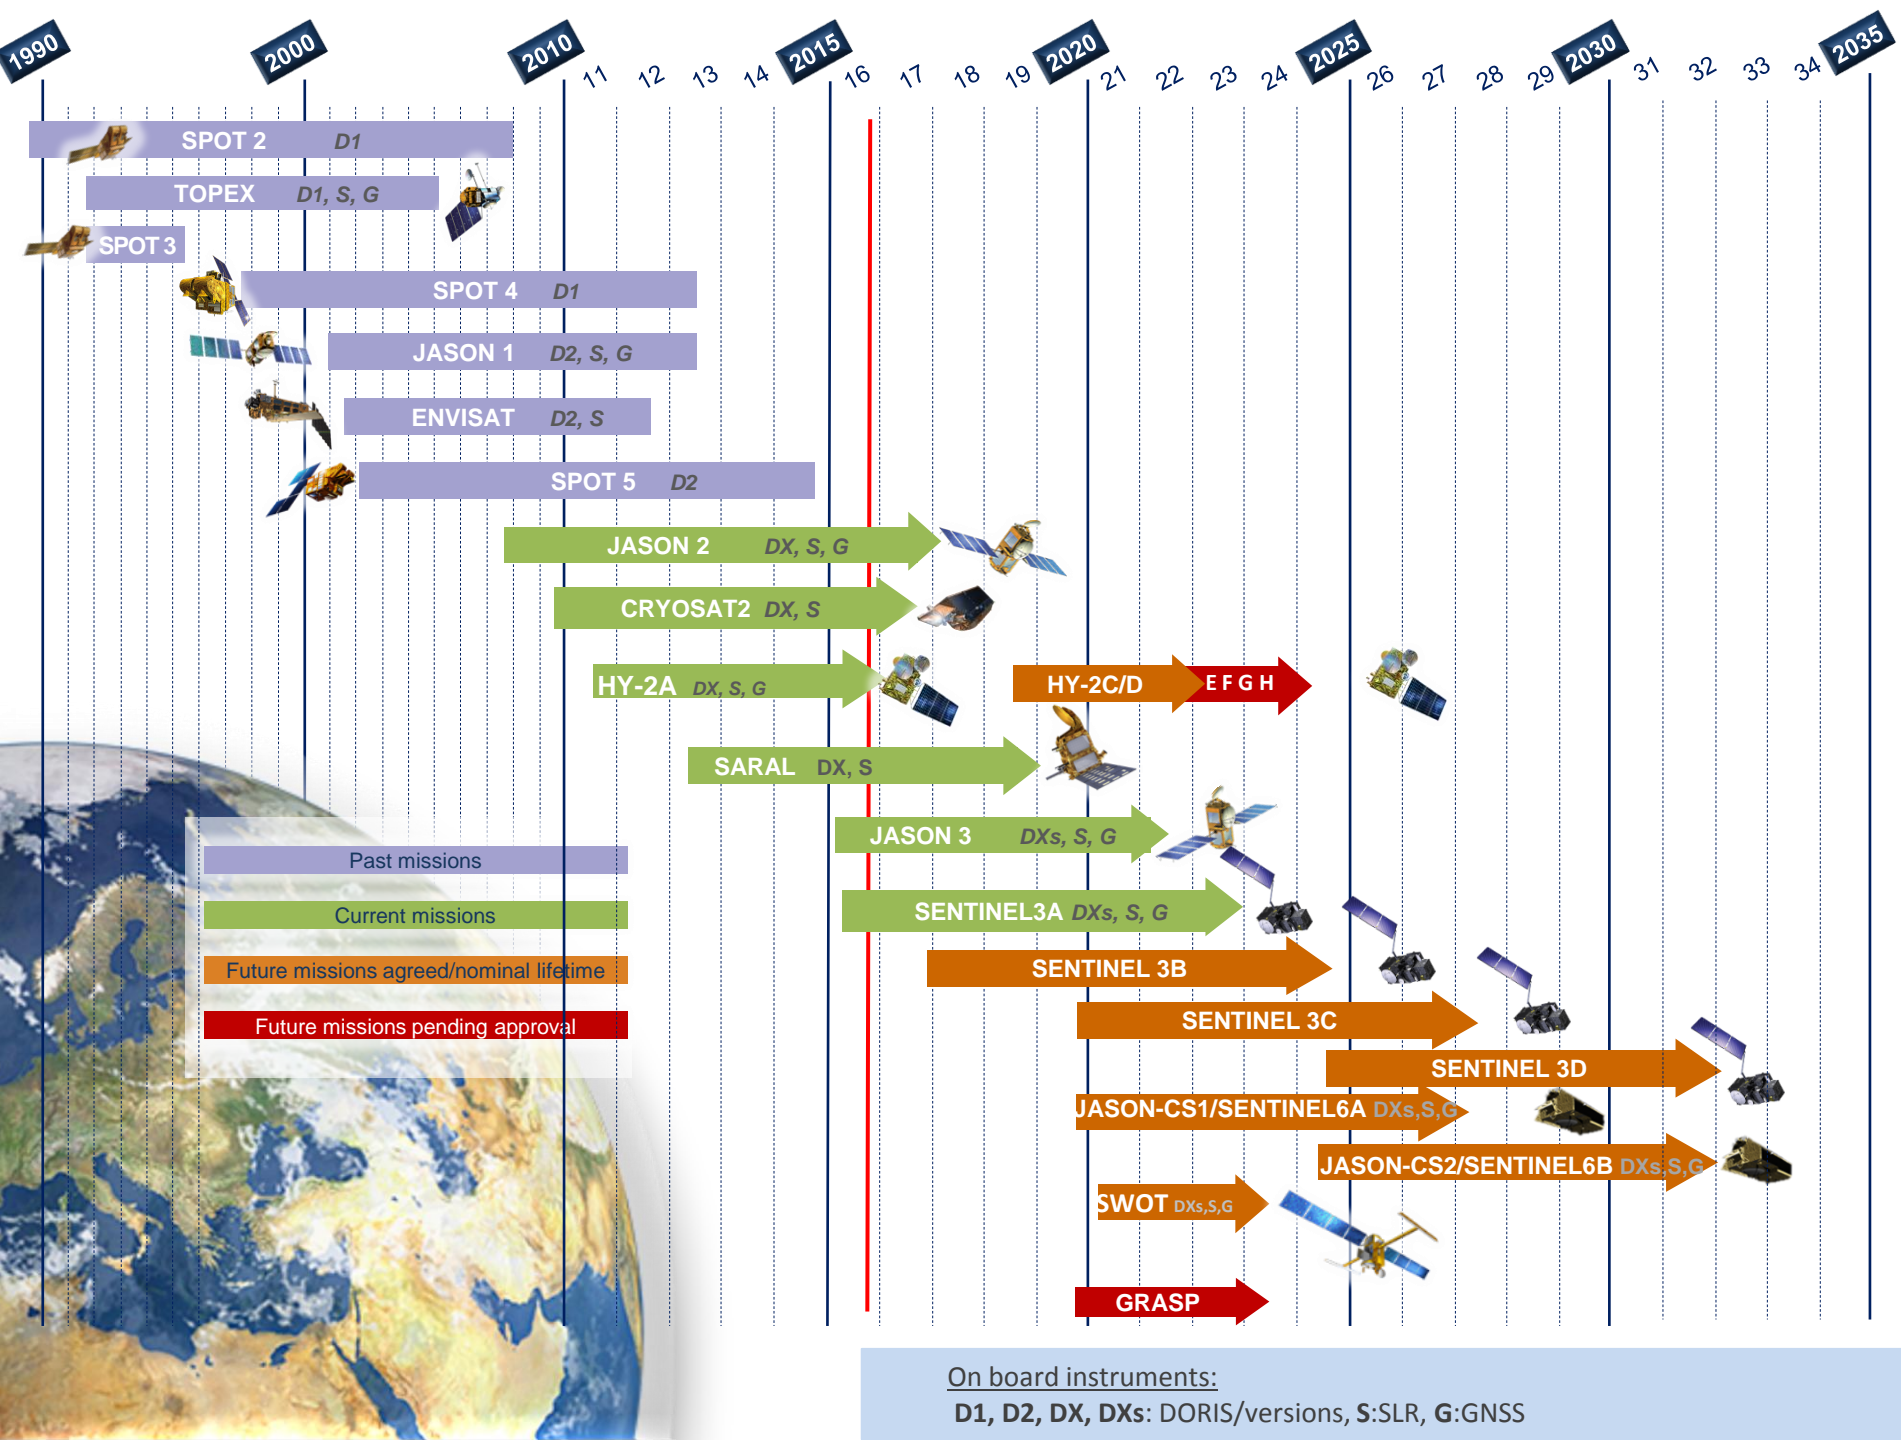 1990 2000 2010 11 12 13 14 2015 16 17 18 19 2020 21 22 23 24 2025 26 27 28 29 2030 31 32 33 34 2035
SPOT 2 D1
TOPEX D1, S, G
SPOT 3
SPOT 4 D1
JASON 1 D2, S, G
ENVISAT D2, S
SPOT 5 D2
JASON 2 DX, S, G
CRYOSAT2 DX, S
HY-2A DX, S, G HY-2C/D E F G H
SARAL DX, S
JASON 3 DXs, S, G
Past missions
SENTINEL3A DXs, S, G
Current missions
SENTINEL 3B
Future missions agreed/nominal lifetime
SENTINEL 3C
Future missions pending approval
SENTINEL 3D
JASON-CS1/SENTINEL6A DXs,S,G
JASON-CS2/SENTINEL6B DXs,S,G
SWOT DXs,S,G
GRASP
On board instruments:
D1, D2, DX, DXs: DORIS/versions, S:SLR, G:GNSS